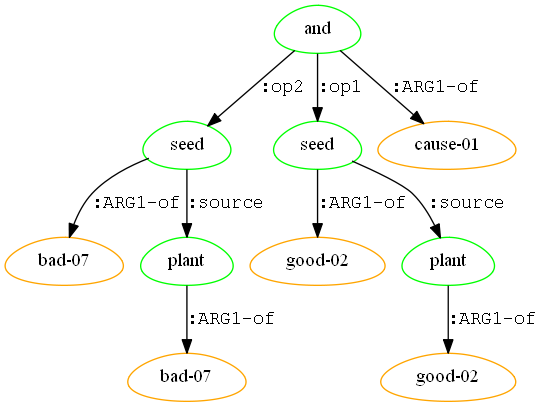 and
:op2 :op1 :ARG1-of
seed seed cause-01
:ARG1-of :source :ARG1-of :source
bad-07 plant good-02 plant
:ARG1-of :ARG1-of
bad-07 good-02